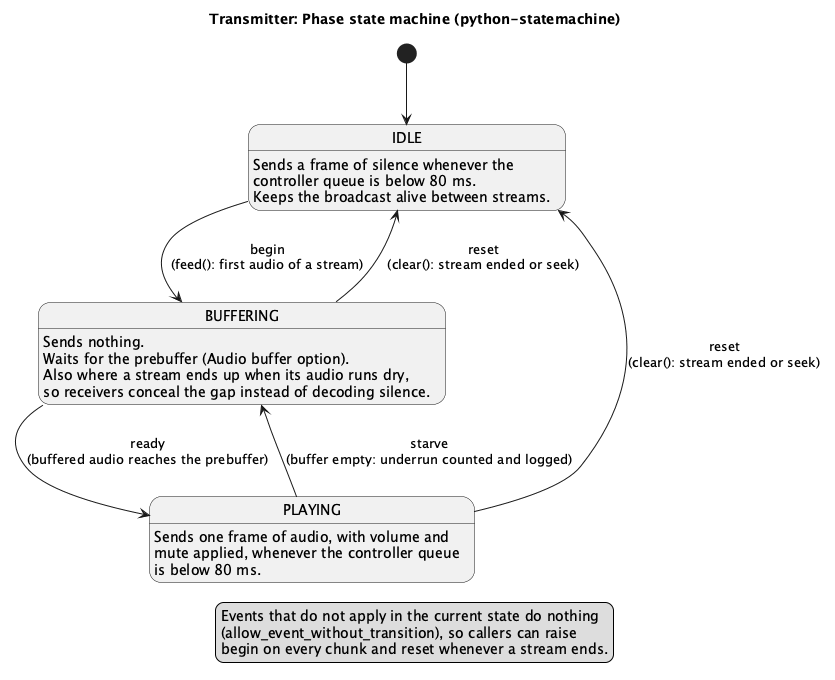 Transmitter: Phase state machine (python-statemachine)
IDLE
Sends a frame of silence whenever the
controller queue is below 80 ms.
Keeps the broadcast alive between streams.
begin
(feed(): first audio of a stream)
reset
(clear(): stream ended or seek)
BUFFERING
Sends nothing.
Waits for the prebuffer (Audio buffer option).
Also where a stream ends up when its audio runs dry,
so receivers conceal the gap instead of decoding silence.
reset
(clear(): stream ended or seek)
ready
(buffered audio reaches the prebuffer)
starve
(buffer empty: underrun counted and logged)
PLAYING
Sends one frame of audio, with volume and
mute applied, whenever the controller queue
is below 80 ms.
Events that do not apply in the current state do nothing
(allow_event_without_transition), so callers can raise
begin on every chunk and reset whenever a stream ends.